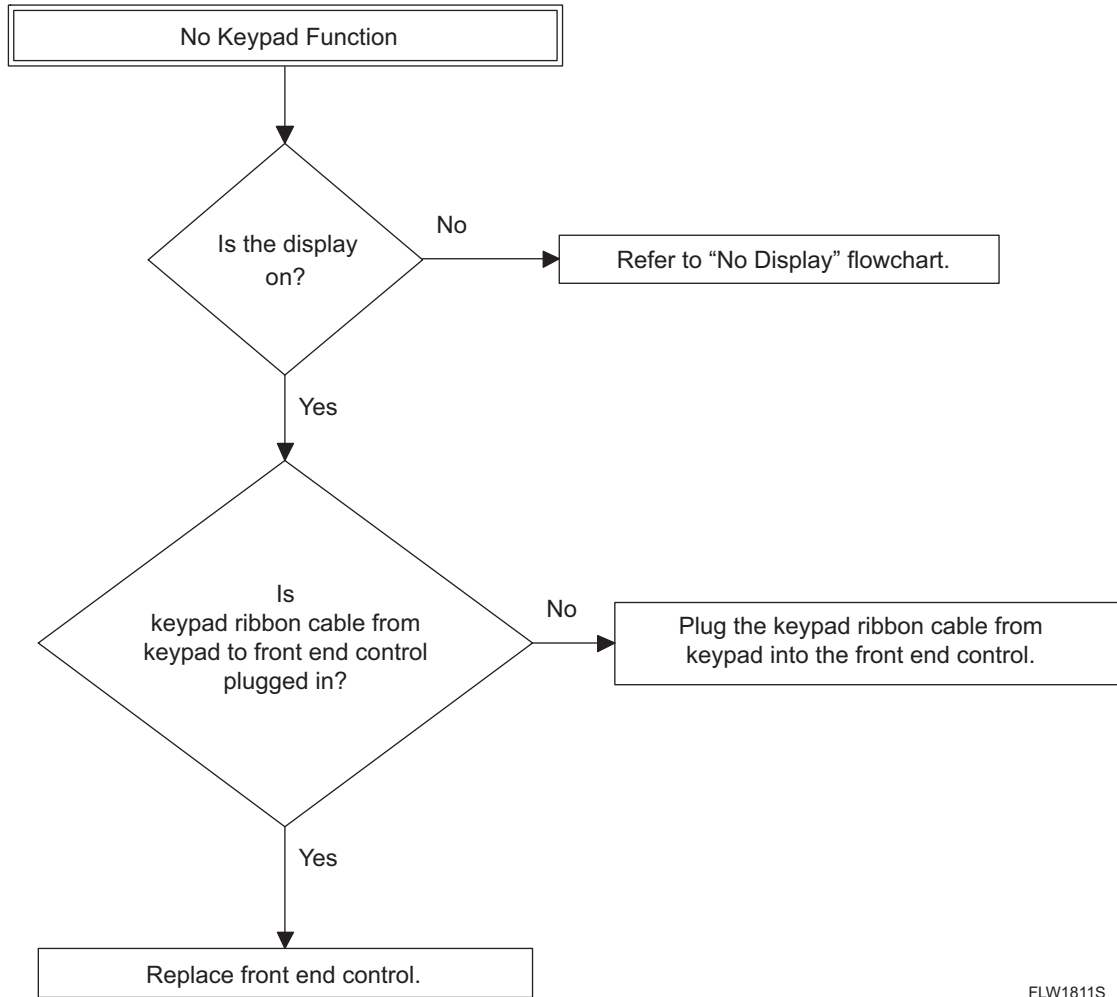 No Keypad Function
Is the display
on?
No
Refer to “No Display” flowchart.
Yes
Is
keypad ribbon cable from
keypad to front end control
plugged in?
No
Plug the keypad ribbon cable from
keypad into the front end control.
Yes
Replace front end control.
FLW1811S